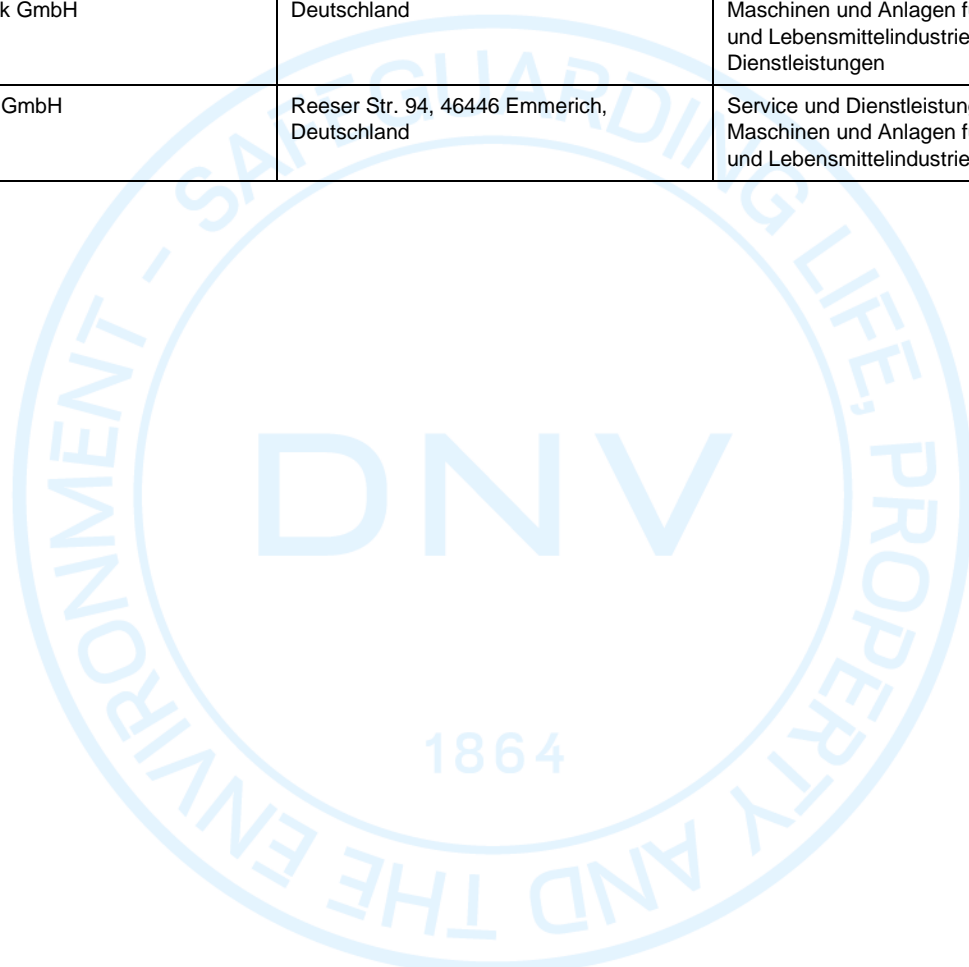 k GmbH
Deutschland
Maschinen und Anlagen f
und Lebensmittelindustrie
Dienstleistungen
GmbH
Reeser Str. 94, 46446 Emmerich,
Deutschland
Service und Dienstleistun
Maschinen und Anlagen f
und Lebensmittelindustrie
SAFEGUARDING LIFE, PROPERTY AND THE ENVIRONMENT -
DNV
1864